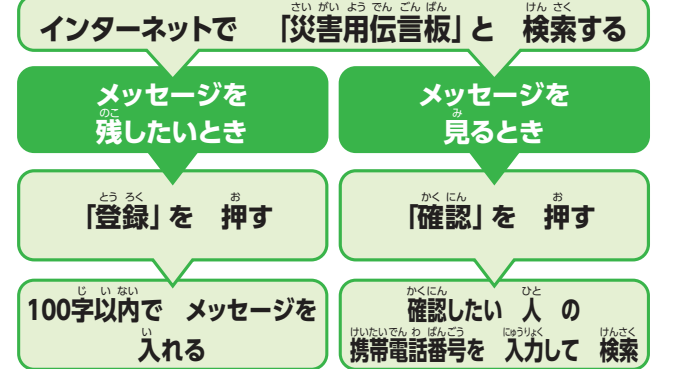 インターネットで 「災害用伝言板」と 検索する
メッセージを
残したいとき
メッセージを
見るとき
「登録」を 押す
「確認」を 押す
100字以内で メッセージを
入れる
確認したい 人 の
携帯電話番号を 入力して 検索